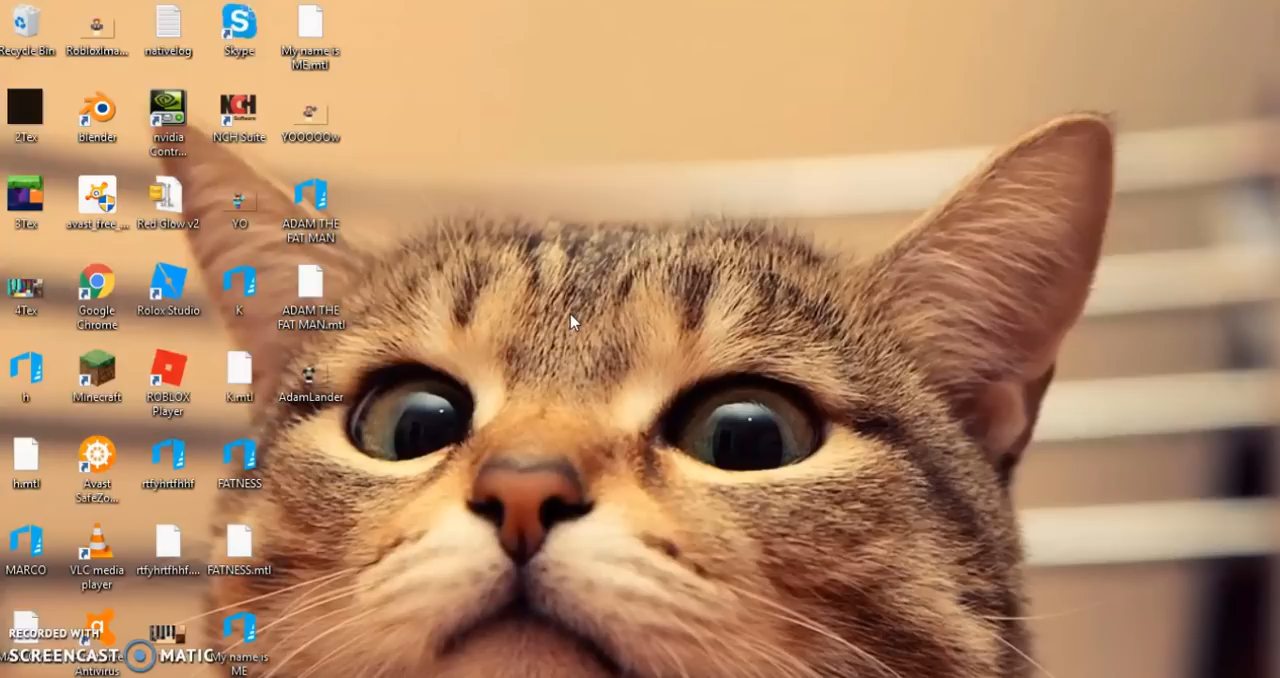 Recycle Bin
RobloxIma...
nativelog
Skype
My name is
ME.mtl
2Tex
blender
nvidia
Contr...
NCH
NCH Suite
YOOOOOw
3Tex
avast_free_...
Red Glow v2
YO
ADAM THE
FAT MAN
4Tex
Google
Chrome
Rolox Studio
K
ADAM THE
FAT MAN.mtl
h
Minecraft
ROBLOX
Player
K.mtl
AdamLander
h.mtl
Avast
SafeZo...
rtfyhrtfhhf
FATNESS
MARCO
VLC media
player
rtfyhrtfhhf....
FATNESS.mtl
RECORDED WITH
SCREENCAST MATIC
Antivirus
My name is
ME